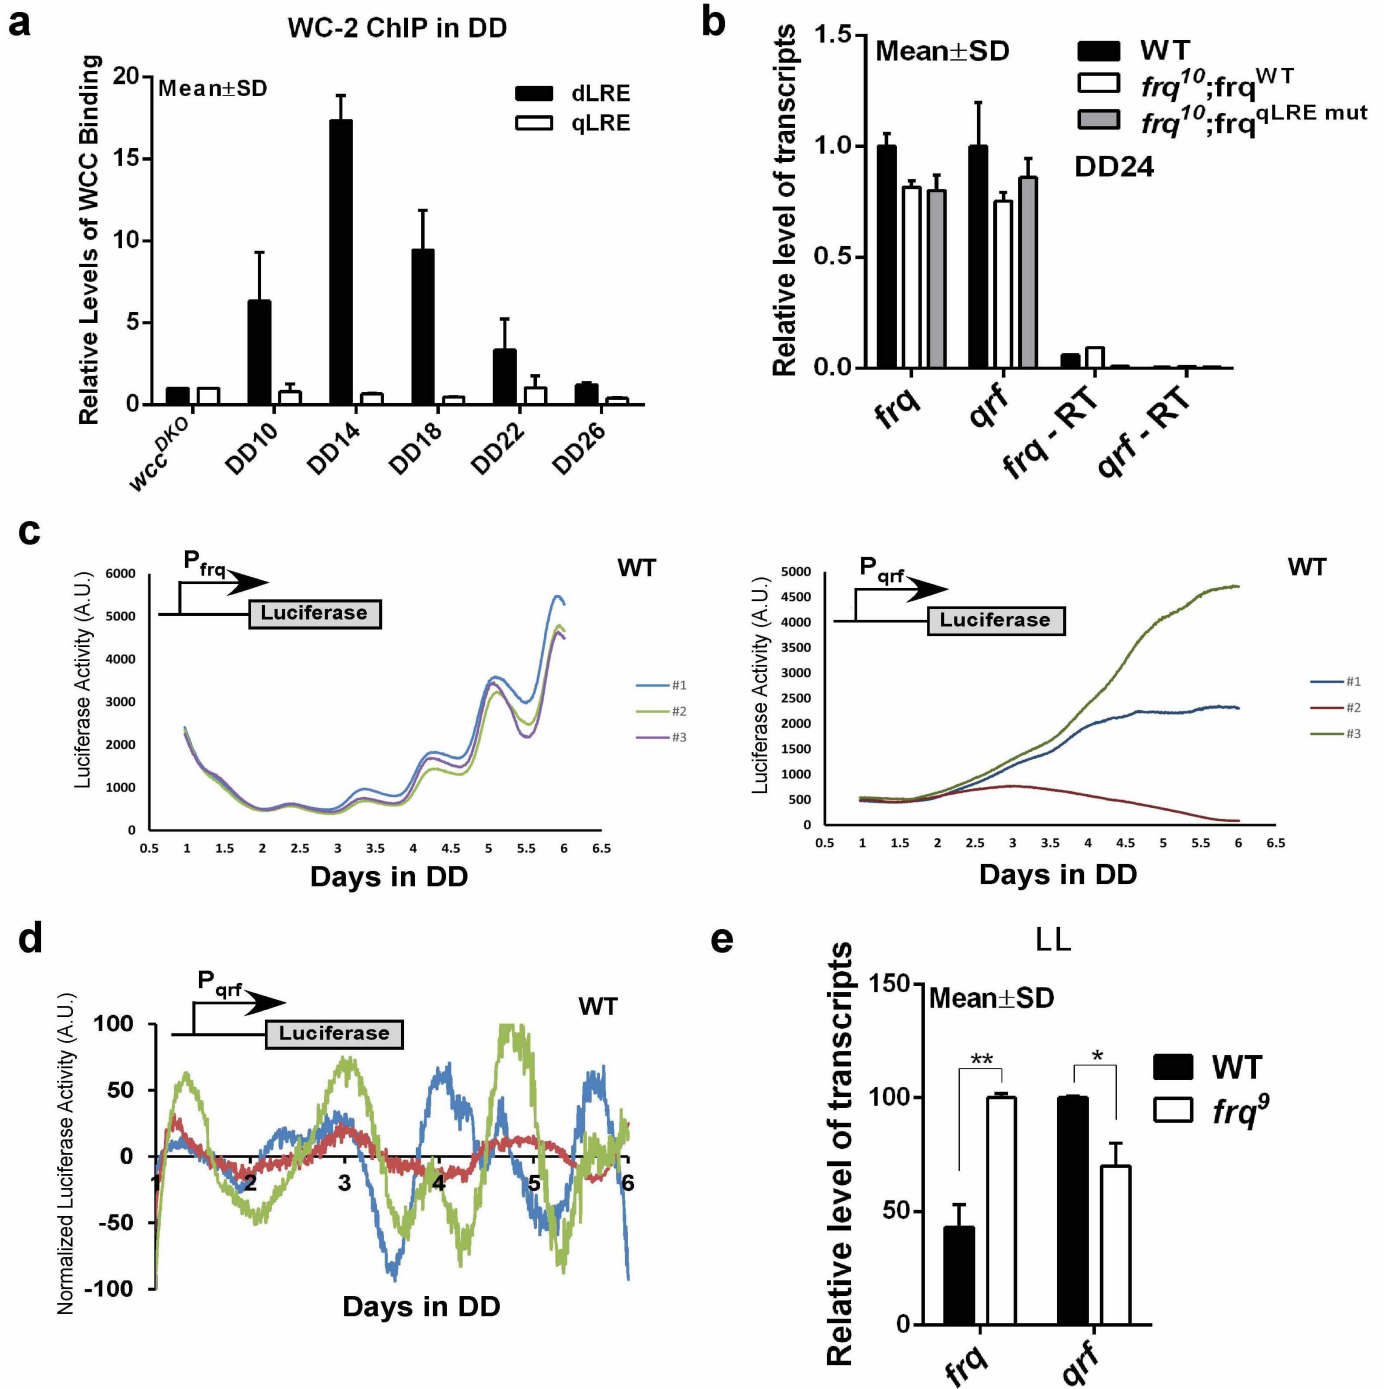 a
WC-2 ChIP in DD
Relative Levels of WCC Binding
Mean±SD
dLRE
qLRE
20
15
10
5
0
wcc^DKO
DD10
DD14
DD18
DD22
DD26
b
Relative level of transcripts
Mean±SD
WT
frq^10;frq^WT
frq^10;frq^qLRE mut
DD24
1.5
1.0
0.5
0.0
frq
qrf
frq - RT
qrf - RT
c
P_frq
Luciferase
WT
Luciferase Activity (A.U.)
6000
5000
4000
3000
2000
1000
0
0.5 1 1.5 2 2.5 3 3.5 4 4.5 5 5.5 6 6.5
Days in DD
#1
#2
#3
P_qrf
Luciferase
WT
Luciferase Activity (A.U.)
5000
4500
4000
3500
3000
2500
2000
1500
1000
500
0
0.5 1 1.5 2 2.5 3 3.5 4 4.5 5 5.5 6 6.5
Days in DD
#1
#2
#3
d
P_qrf
Luciferase
WT
Normalized Luciferase Activity (A.U.)
100
50
0
-50
-100
1 2 3 4 5 6
Days in DD
e
LL
Relative level of transcripts
Mean±SD
150
100
50
0
**
*
WT
frq^9
frq
qrf